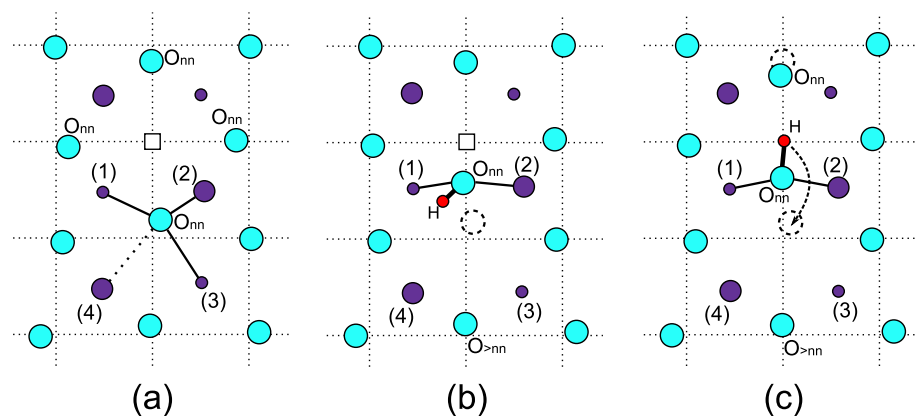 Onn
Onn
Onn
(1)
(2)
Onn
(4)
(3)
(a)
(1)
Onn
(2)
H
(4)
(3)
O>nn
(b)
Onn
H
(1)
(2)
Onn
(4)
(3)
O>nn
(c)